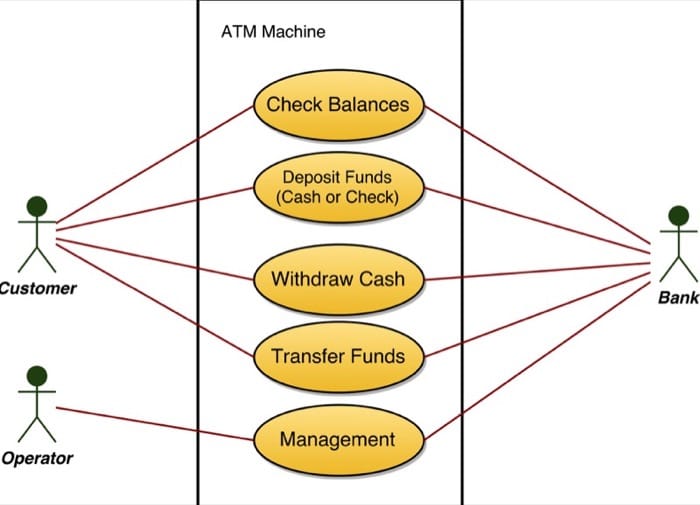 ATM Machine
Check Balances
Deposit Funds
(Cash or Check)
Withdraw Cash
Transfer Funds
Management
Customer
Operator
Bank